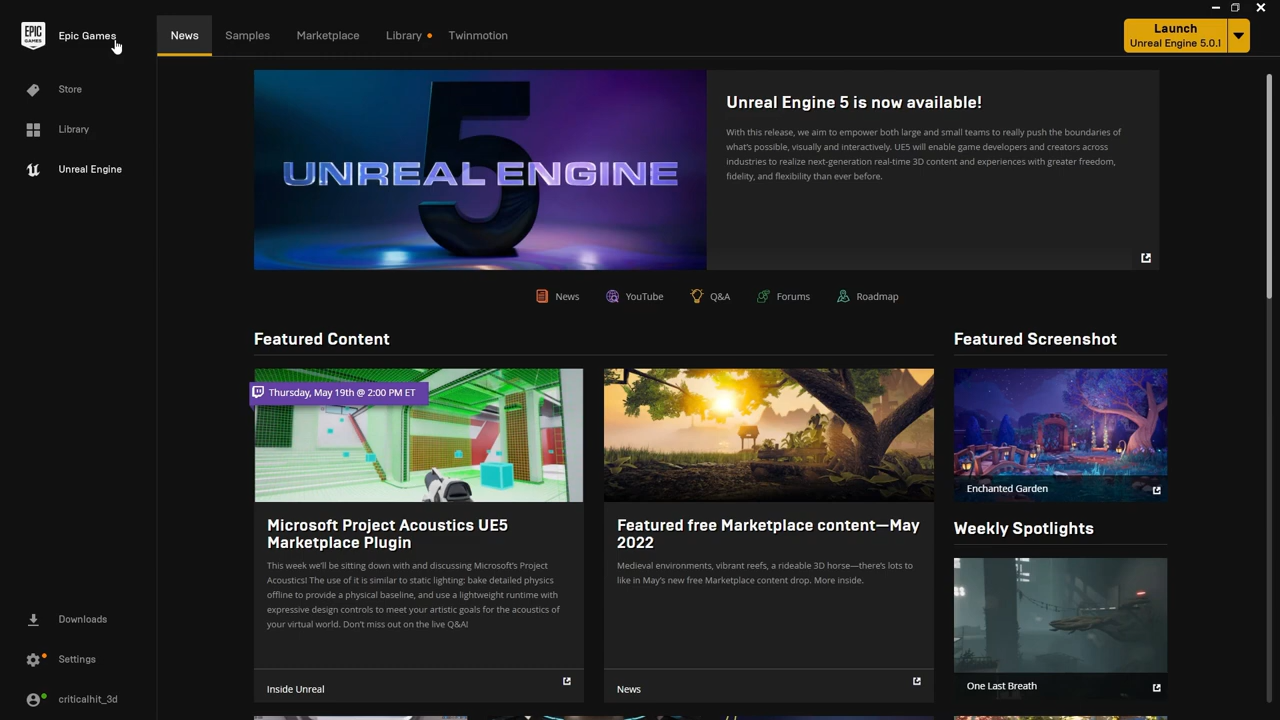 EPIC
GAMES
Epic Games
News
Samples
Marketplace
Library
Twinmotion
Launch
Unreal Engine 5.0.1
Store
Library
Unreal Engine
5
UNREAL ENGINE
Unreal Engine 5 is now available!
With this release, we aim to empower both large and small teams to really push the boundaries of
what's possible, visually and interactively. UE5 will enable game developers and creators across
industries to realize next-generation real-time 3D content and experiences with greater freedom,
fidelity, and flexibility than ever before.
News
YouTube
Q&A
Forums
Roadmap
Featured Content
Thursday, May 19th @ 2:00 PM ET
Microsoft Project Acoustics UE5
Marketplace Plugin
This week we'll be sitting down with and discussing Microsoft's Project
Acoustics! The use of it is similar to static lighting: bake detailed physics
offline to provide a physical baseline, and use a lightweight runtime with
expressive design controls to meet your artistic goals for the acoustics of
your virtual world. Don't miss out on the live Q&A!
Inside Unreal
Featured free Marketplace content—May
2022
Medieval environments, vibrant reefs, a rideable 3D horse—there's lots to
like in May's new free Marketplace content drop. More inside.
News
Featured Screenshot
Enchanted Garden
Weekly Spotlights
One Last Breath
Downloads
Settings
criticalhit_3d